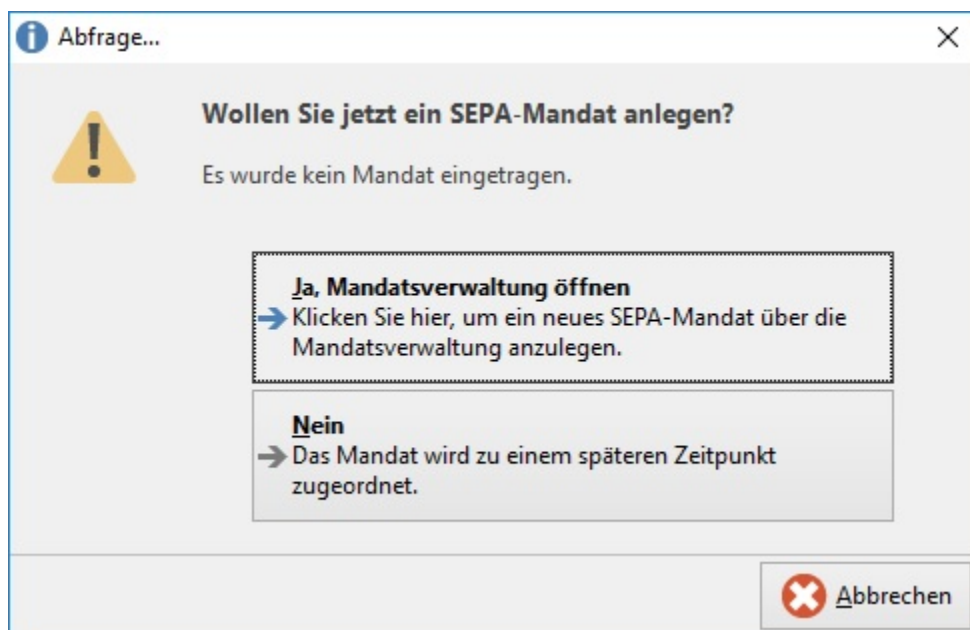 Abfrage...
Wollen Sie jetzt ein SEPA-Mandat anlegen?
Es wurde kein Mandat eingetragen.
Ja, Mandatsverwaltung öffnen
Klicken Sie hier, um ein neues SEPA-Mandat über die
Mandatsverwaltung anzulegen.
Nein
Das Mandat wird zu einem späteren Zeitpunkt
zugeordnet.
Abbrechen